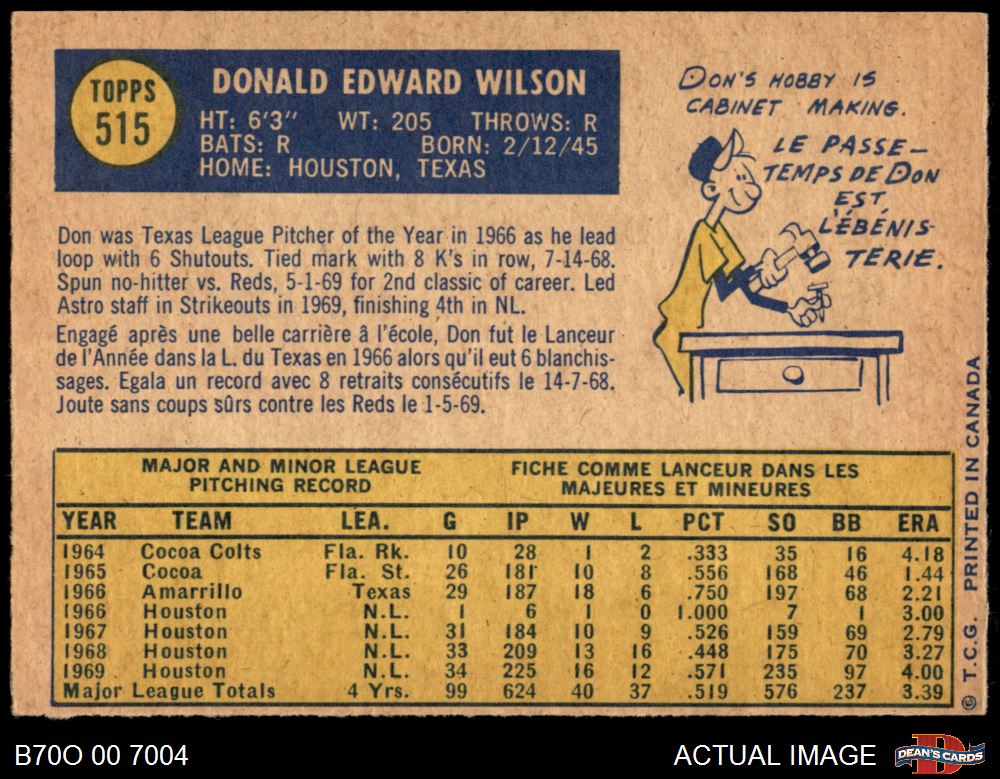 TOPPS
515
DONALD EDWARD WILSON
HT: 6'3" WT: 205 THROWS: R
BATS: R BORN: 2/12/45
HOME: HOUSTON, TEXAS
DON'S HOBBY IS
CABINET MAKING.
LE PASSE-
TEMPS DE DON
EST
L'ÉBÉNIS-
TERIE.
Don was Texas League Pitcher of the Year in 1966 as he lead
loop with 6 Shutouts. Tied mark with 8 K's in row, 7-14-68.
Spun no-hitter vs. Reds, 5-1-69 for 2nd classic of career. Led
Astro staff in Strikeouts in 1969, finishing 4th in NL.
Engagé après une belle carrière â l'école, Don fut le Lanceur
de l'Année dans la L. du Texas en 1966 alors qu'il eut 6 blanchis-
sages. Egala un record avec 8 retraits consécutifs le 14-7-68.
Joute sans coups sûrs contre les Reds le 1-5-69.
MAJOR AND MINOR LEAGUE
PITCHING RECORD
FICHE COMME LANCEUR DANS LES
MAJEURES ET MINEURES
YEAR TEAM LEA. G IP W L PCT SO BB ERA
1964 Cocoa Colts Fla. Rk. 10 28 1 2 .333 35 16 4.18
1965 Cocoa Fla. St. 26 181 10 8 .556 168 46 1.44
1966 Amarrillo Texas 29 187 18 6 .750 197 68 2.21
1966 Houston N.L. 1 6 1 0 1.000 7 1 3.00
1967 Houston N.L. 31 184 10 9 .526 159 69 2.79
1968 Houston N.L. 33 209 13 16 .448 175 70 3.27
1969 Houston N.L. 34 225 16 12 .571 235 97 4.00
Major League Totals 4 Yrs. 99 624 40 37 .519 576 237 3.39
© T.C.G. PRINTED IN CANADA
B70O 00 7004
ACTUAL IMAGE
DEAN'S CARDS